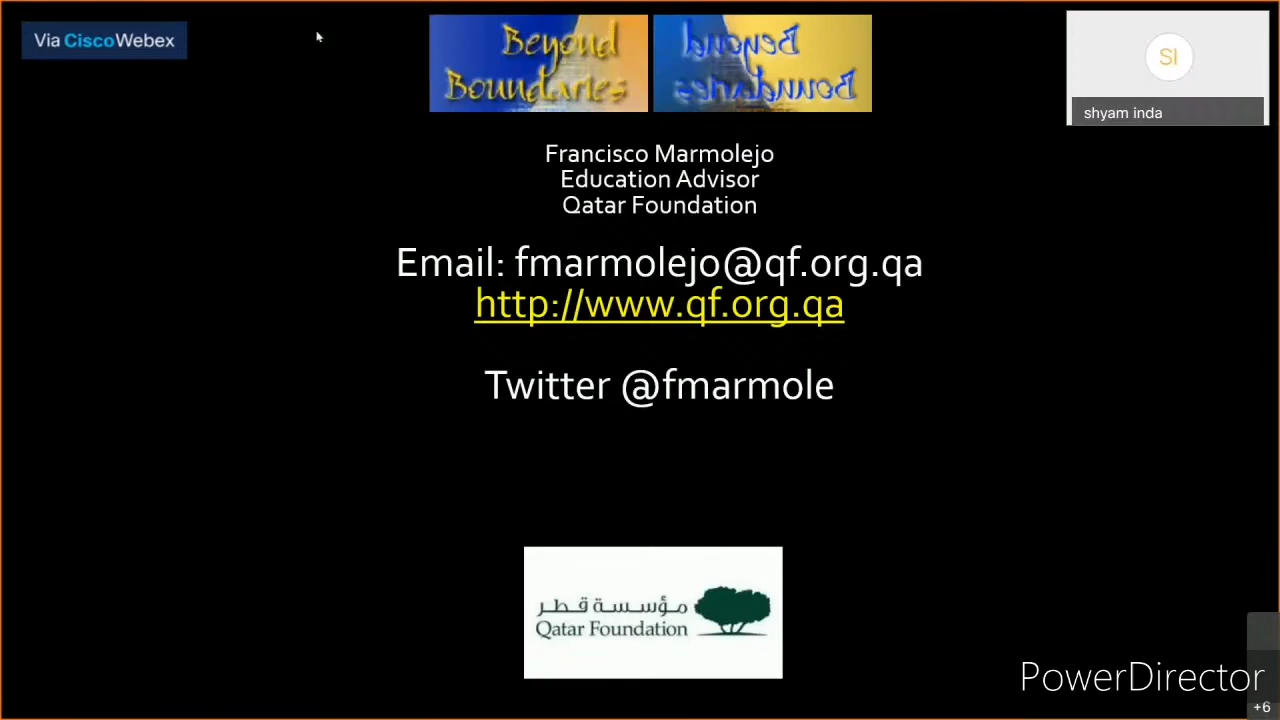 Via CiscoWebex
Beyond
Boundaries
Beyond
Boundaries
SI
shyam inda
Francisco Marmolejo
Education Advisor
Qatar Foundation
Email: fmarmolejo@qf.org.qa
http://www.qf.org.qa
Twitter @fmarmole
مؤسسة قطر
Qatar Foundation
PowerDirector
+6